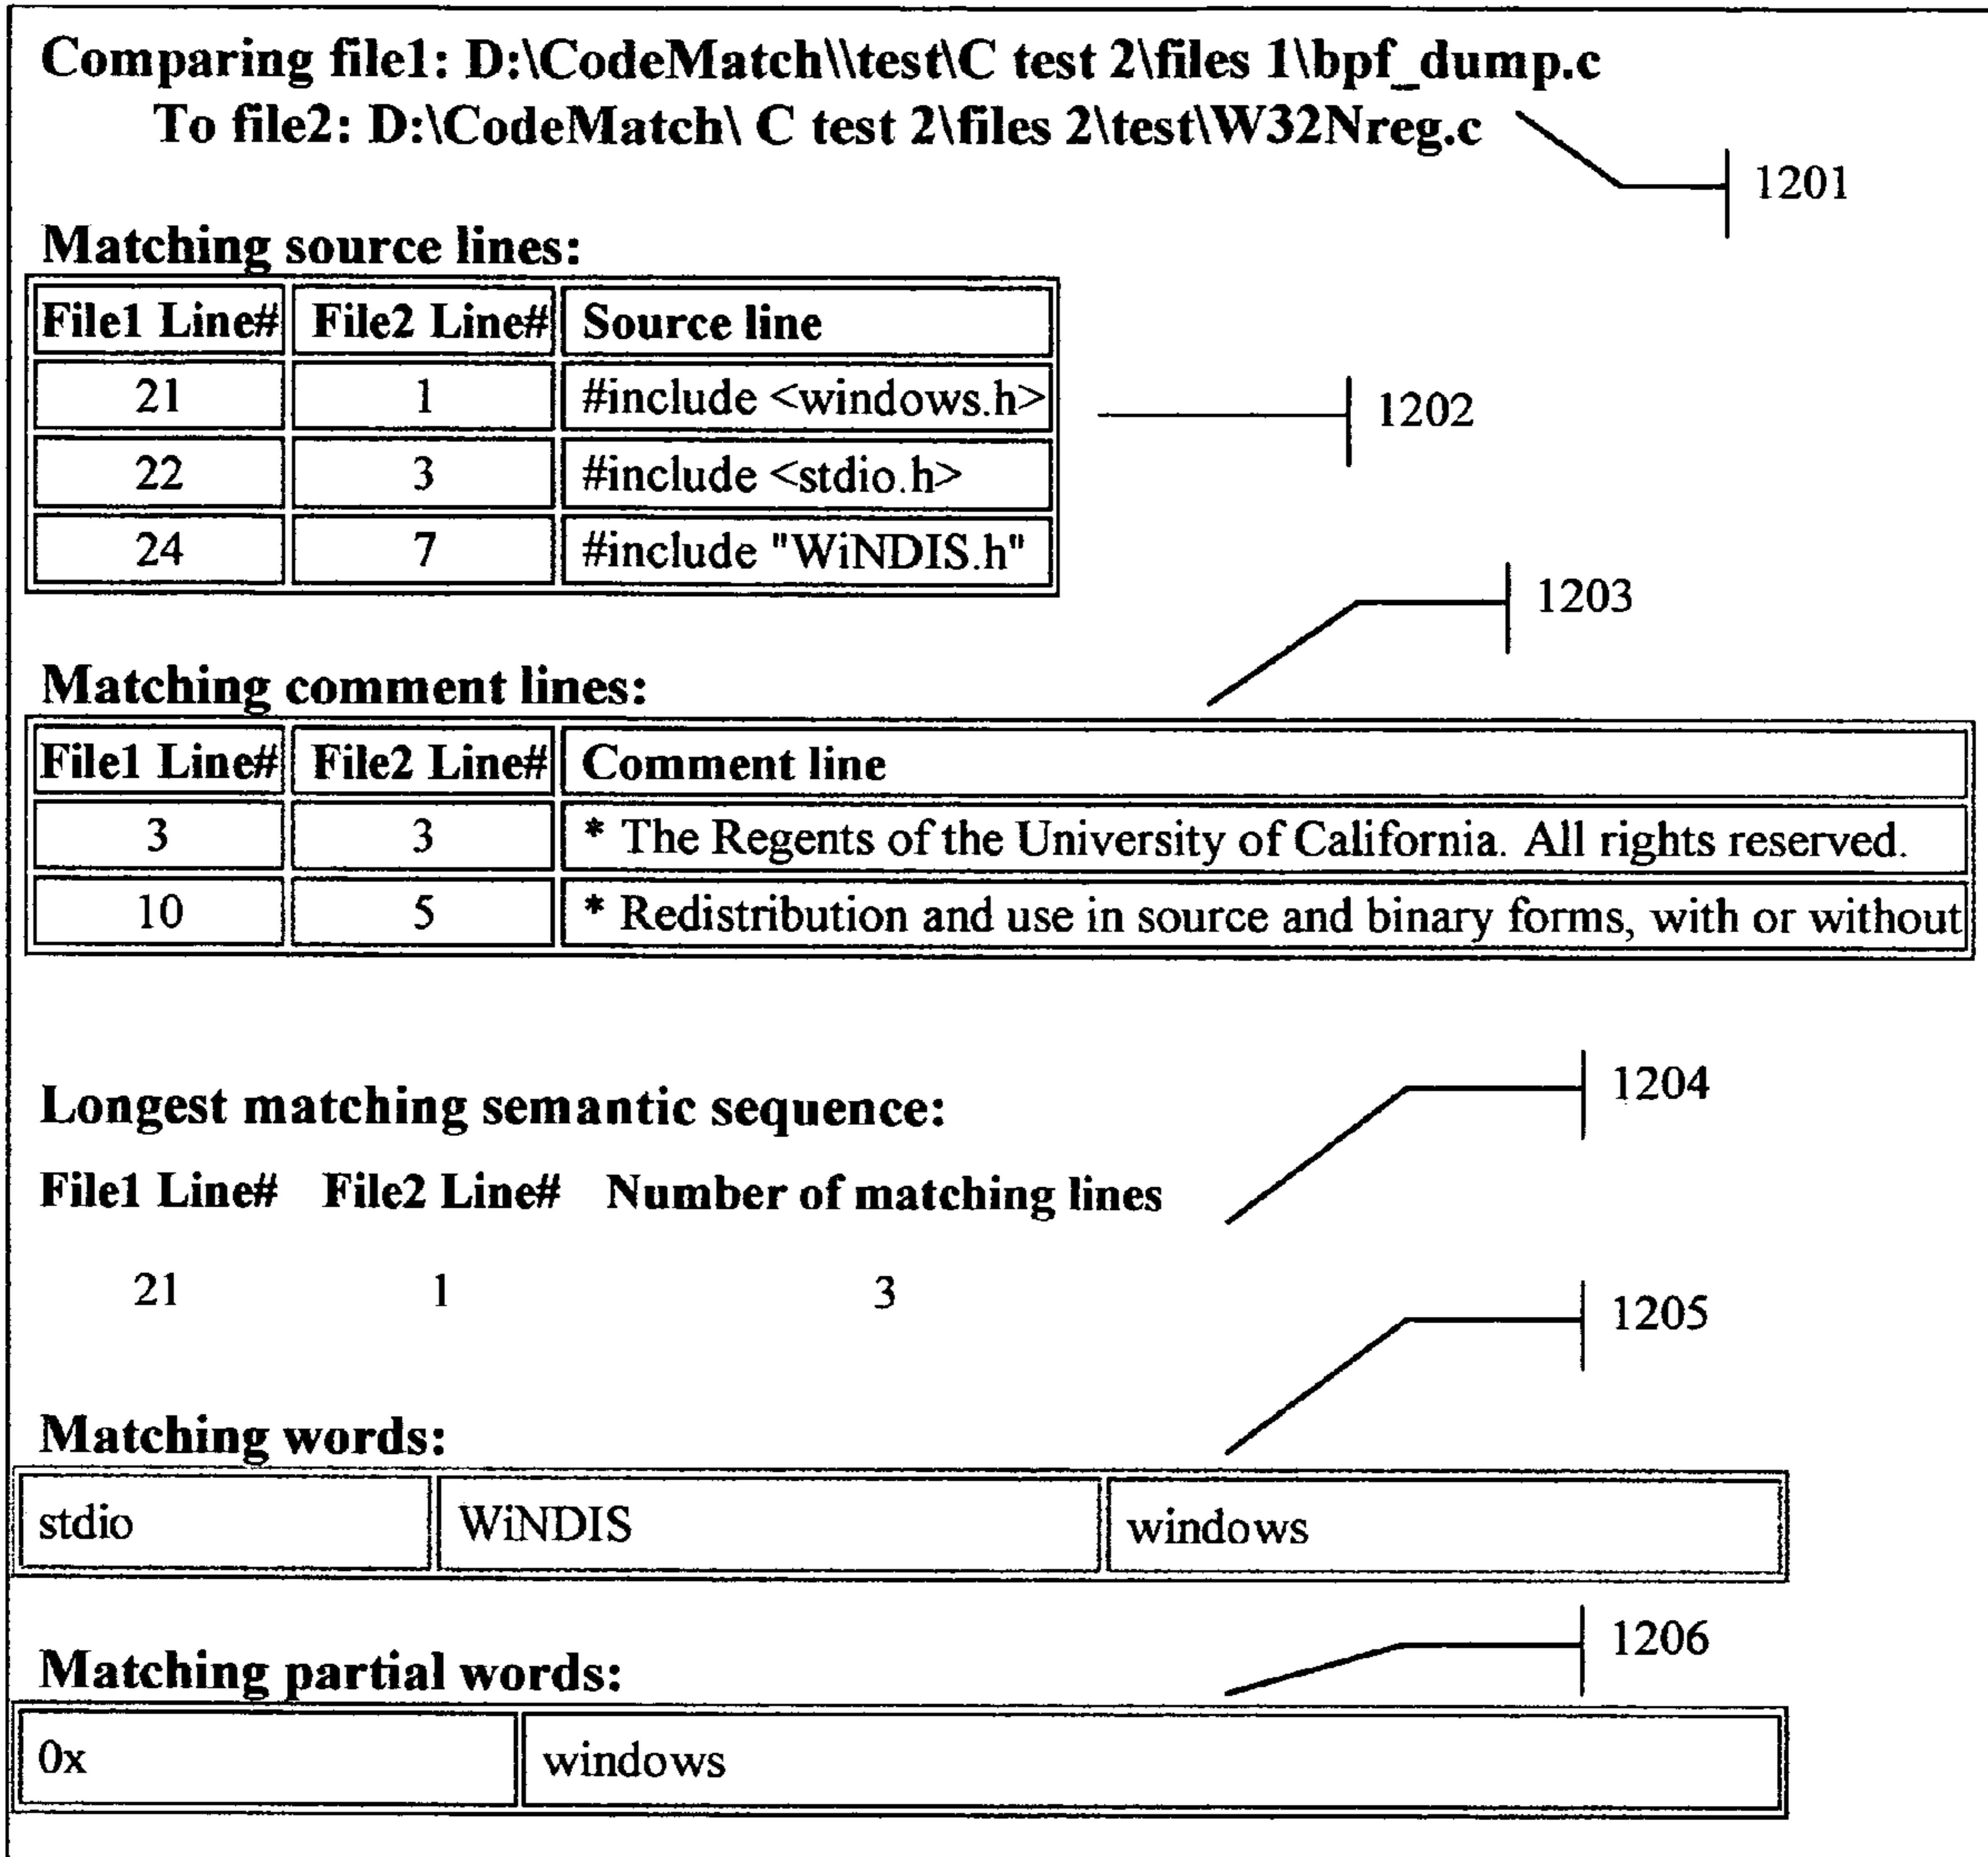 Comparing file1: D:\CodeMatch\\test\C test 2\files 1\bpf_dump.c
To file2: D:\CodeMatch\ C test 2\files 2\test\W32Nreg.c
1201
Matching source lines:
File1 Line# File2 Line# Source line
21 1 #include <windows.h>
1202
22 3 #include <stdio.h>
24 7 #include "WiNDIS.h"
1203
Matching comment lines:
File1 Line# File2 Line# Comment line
3 3 * The Regents of the University of California. All rights reserved.
10 5 * Redistribution and use in source and binary forms, with or without
1204
Longest matching semantic sequence:
File1 Line# File2 Line# Number of matching lines
21 1 3
1205
Matching words:
stdio WiNDIS windows
1206
Matching partial words:
0x windows